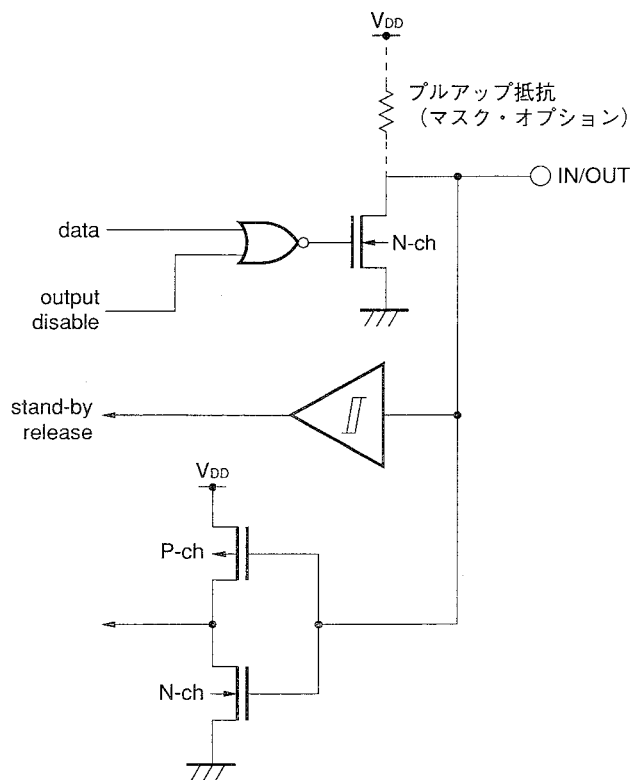 VDD
プルアップ抵抗
（マスク・オプション）
IN/OUT
data
N-ch
output
disable
stand-by
release
VDD
P-ch
N-ch